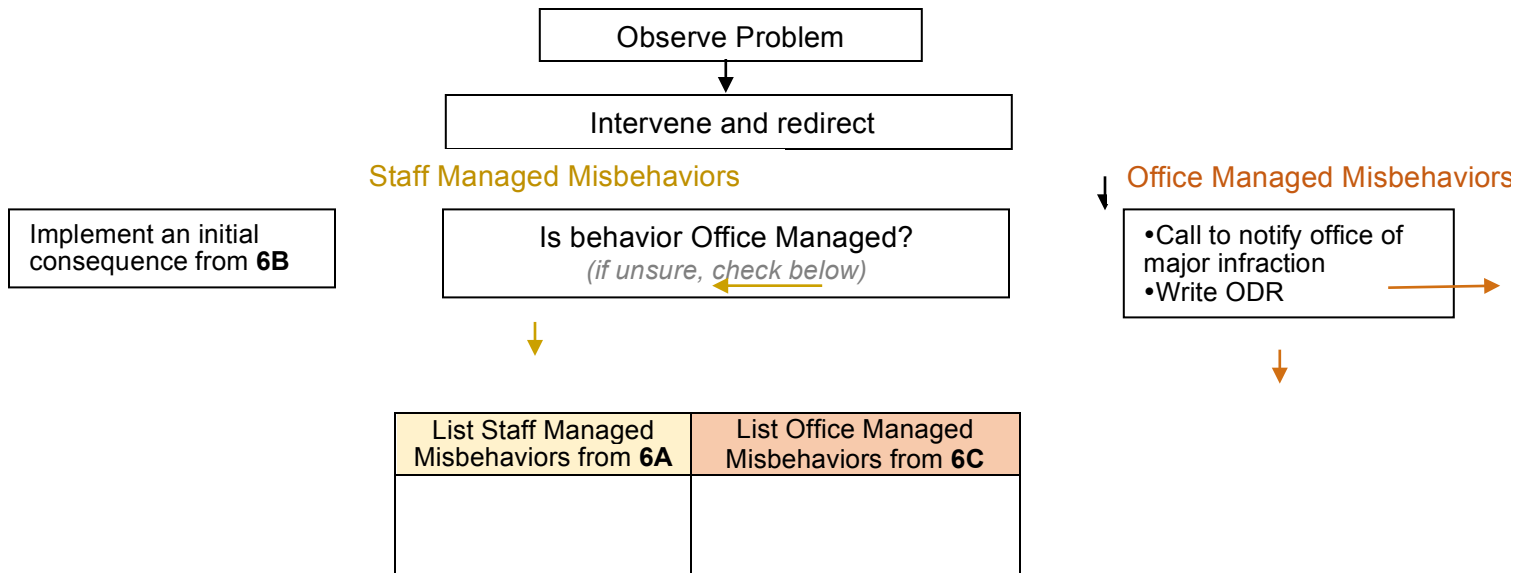 Observe Problem
Intervene and redirect
Staff Managed Misbehaviors
Office Managed Misbehaviors
Implement an initial
consequence from 6B
Is behavior Office Managed?
(if unsure, check below)
•Call to notify office of
major infraction
•Write ODR
List Staff Managed
Misbehaviors from 6A
List Office Managed
Misbehaviors from 6C